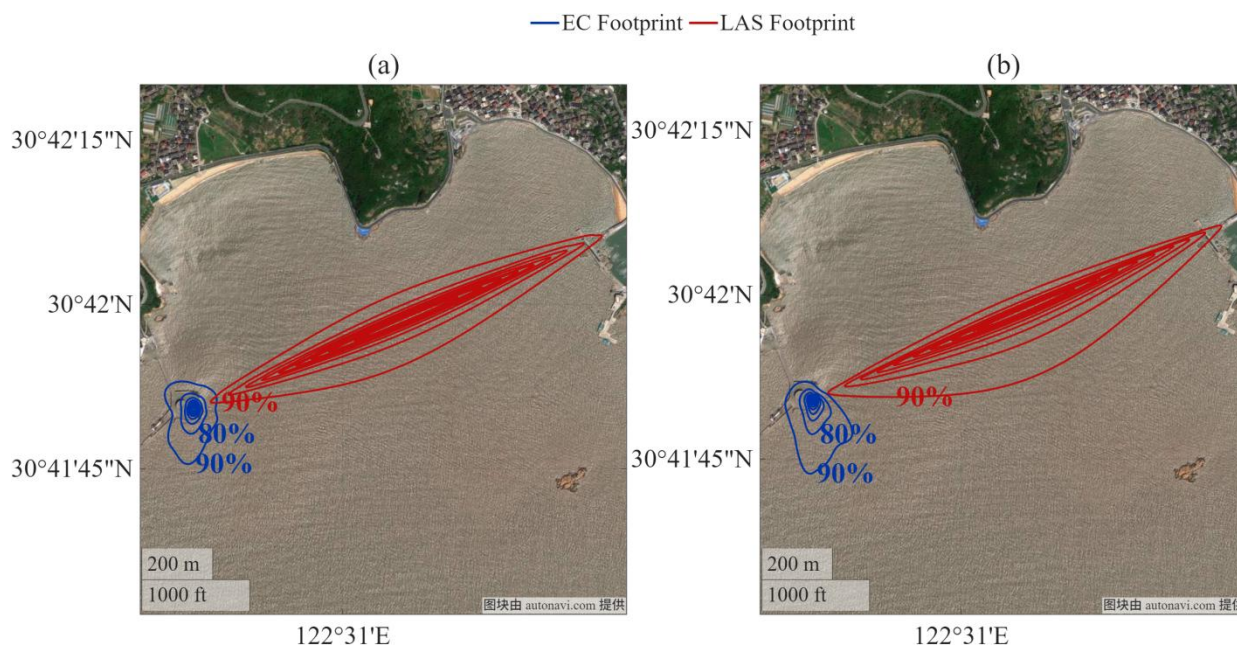 EC Footprint LAS Footprint
(a)
30°42'15"N
30°42'N
30°41'45"N
90%
80%
90%
200 m
1000 ft
图块由 autonavi.com 提供
122°31'E
(b)
30°42'15"N
30°42'N
30°41'45"N
90%
80%
90%
200 m
1000 ft
图块由 autonavi.com 提供
122°31'E